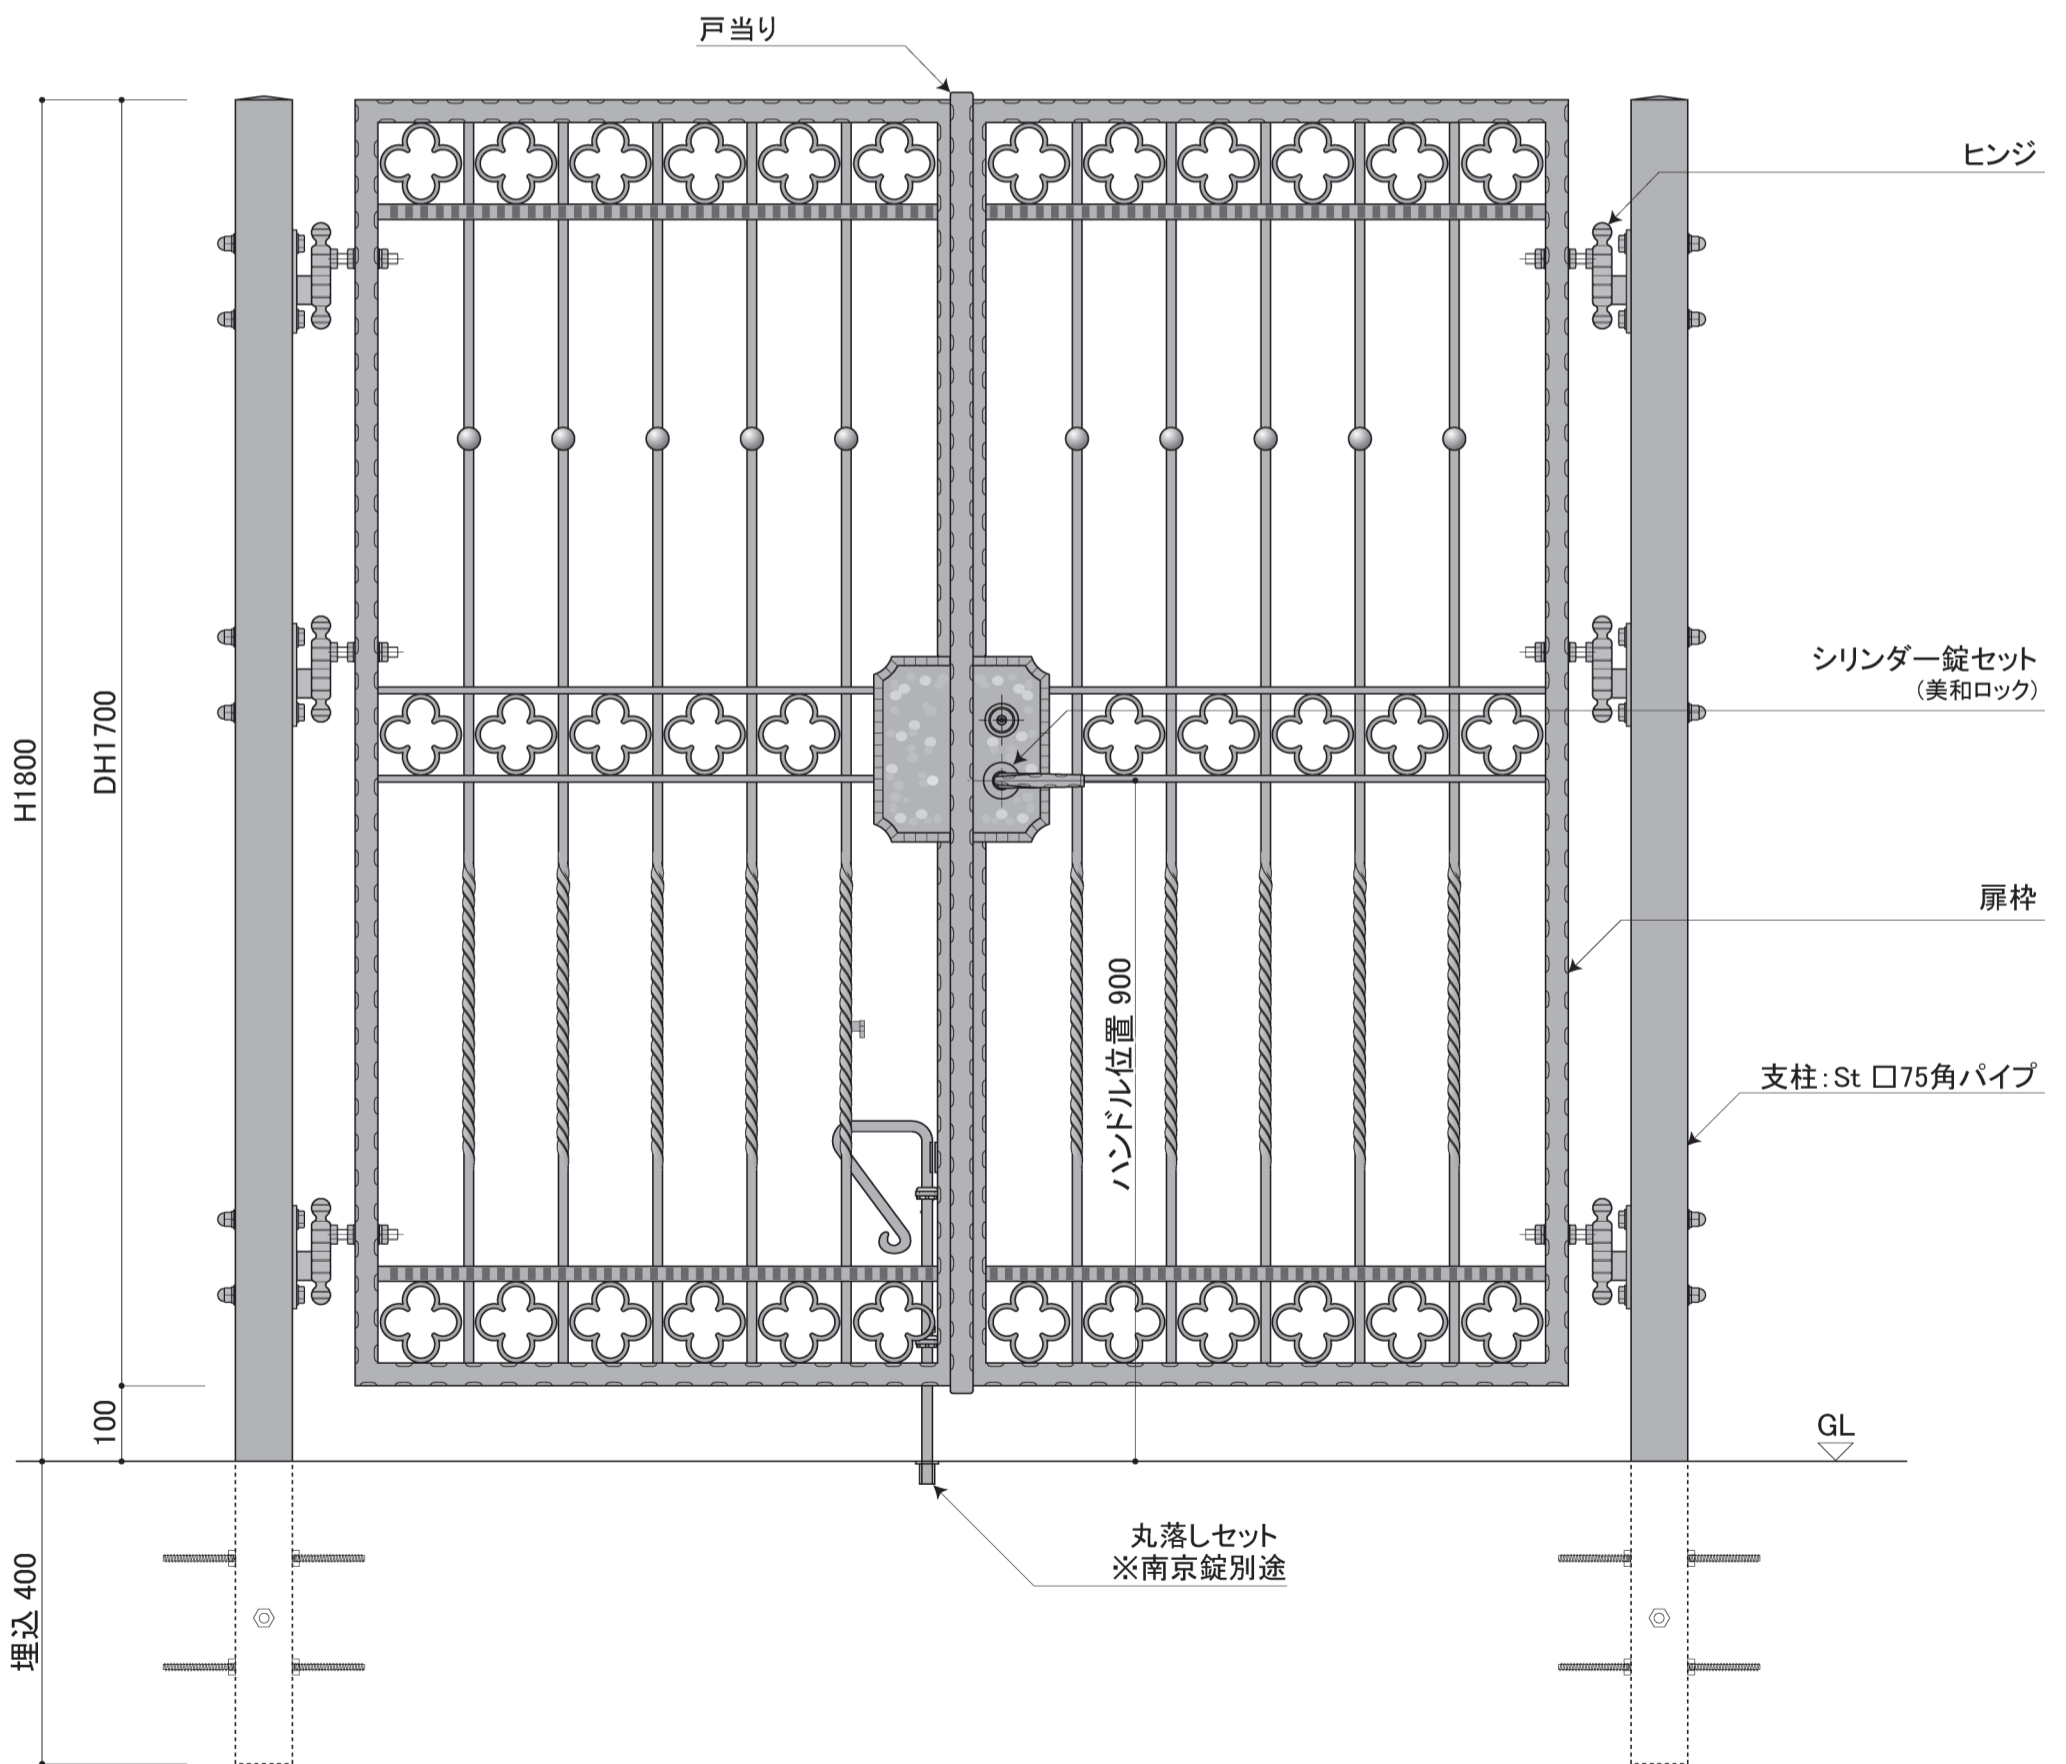 戸当り
ヒンジ
シリンダー錠セット
（美和ロック）
H1800
DH1700
扉枠
ハンドル位置 900
支柱：St □75角パイプ
100
GL
丸落しセット
※南京錠別途
埋込 400